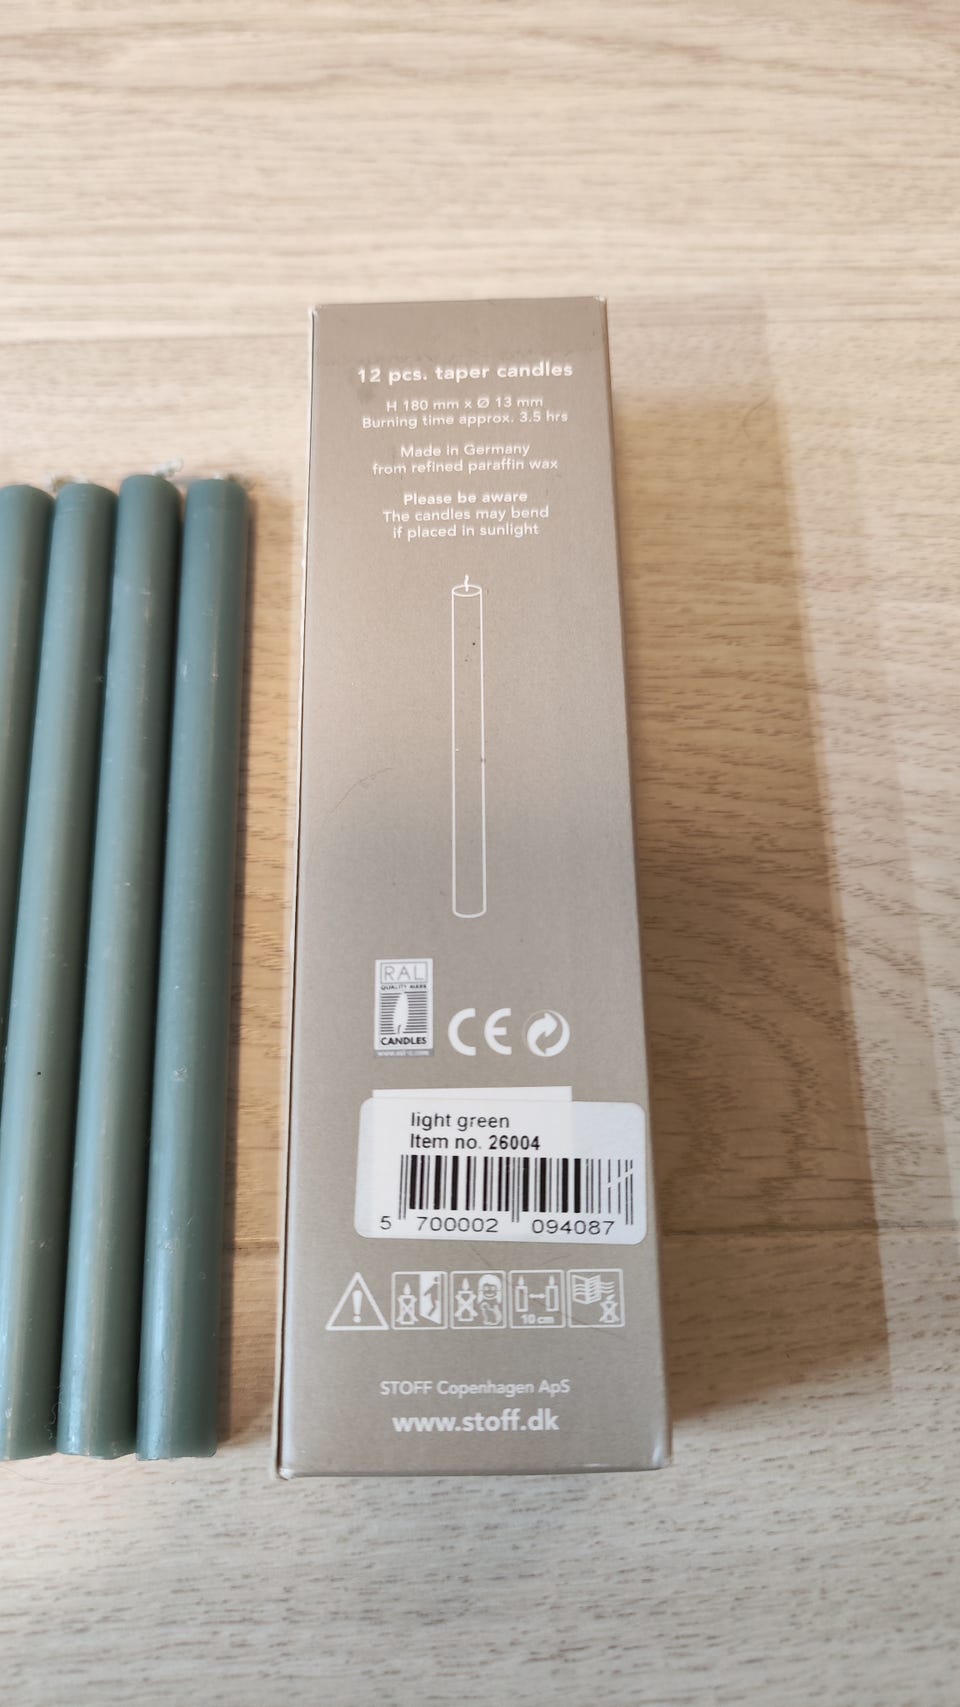 12 pcs. taper candles
H 180 mm x Ø 13 mm
Burning time approx. 3.5 hrs
Made in Germany
from refined paraffin wax
Please be aware
The candles may bend
if placed in sunlight
RAL
QUALITY MARK
CANDLES
CE
light green
Item no. 26004
5 700002 094087
10 cm
STOFF Copenhagen ApS
www.stoff.dk